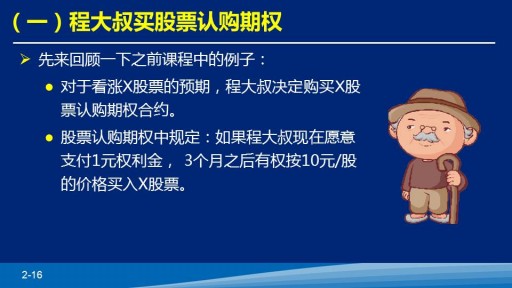 （一）程大叔买股票认购期权
先来回顾一下之前课程中的例子：
对于看涨X股票的预期，程大叔决定购买X股
票认购期权合约。
股票认购期权中规定：如果程大叔现在愿意
支付1元权利金， 3个月之后有权按10元/股
的价格买入X股票。
2-16